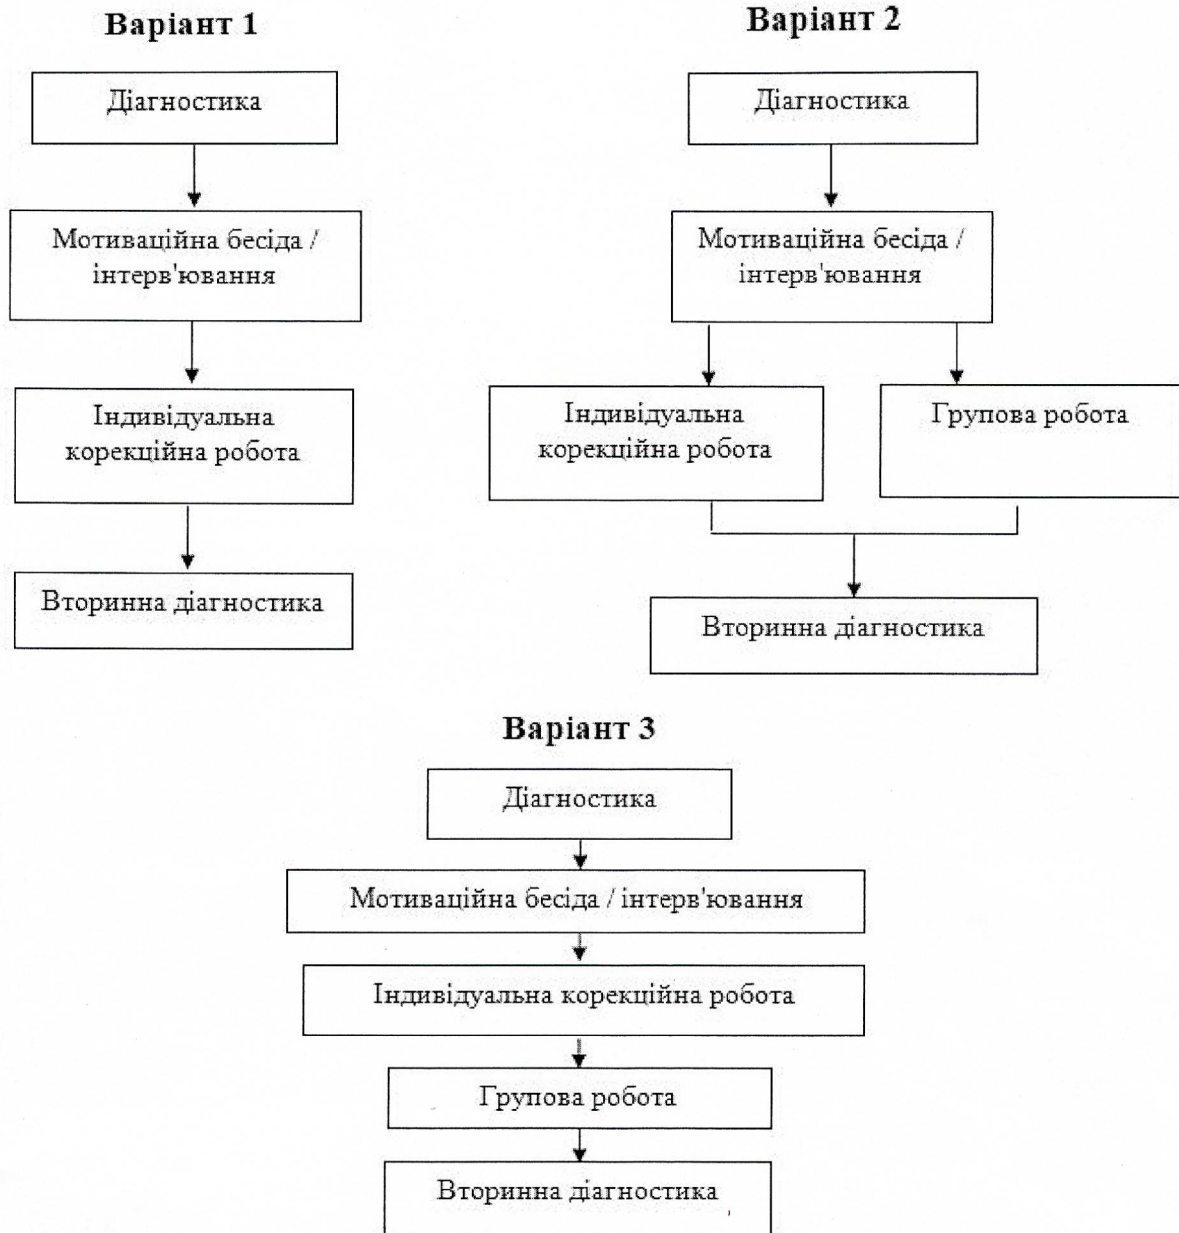 Варіант 1
Діагностика
Мотиваційна бесіда /
інтерв'ювання
Індивідуальна
корекційна робота
Вторинна діагностика
Варіант 2
Діагностика
Мотиваційна бесіда /
інтерв'ювання
Індивідуальна
корекційна робота
Групова робота
Вторинна діагностика
Варіант 3
Діагностика
Мотиваційна бесіда / інтерв'ювання
Індивідуальна корекційна робота
Групова робота
Вторинна діагностика